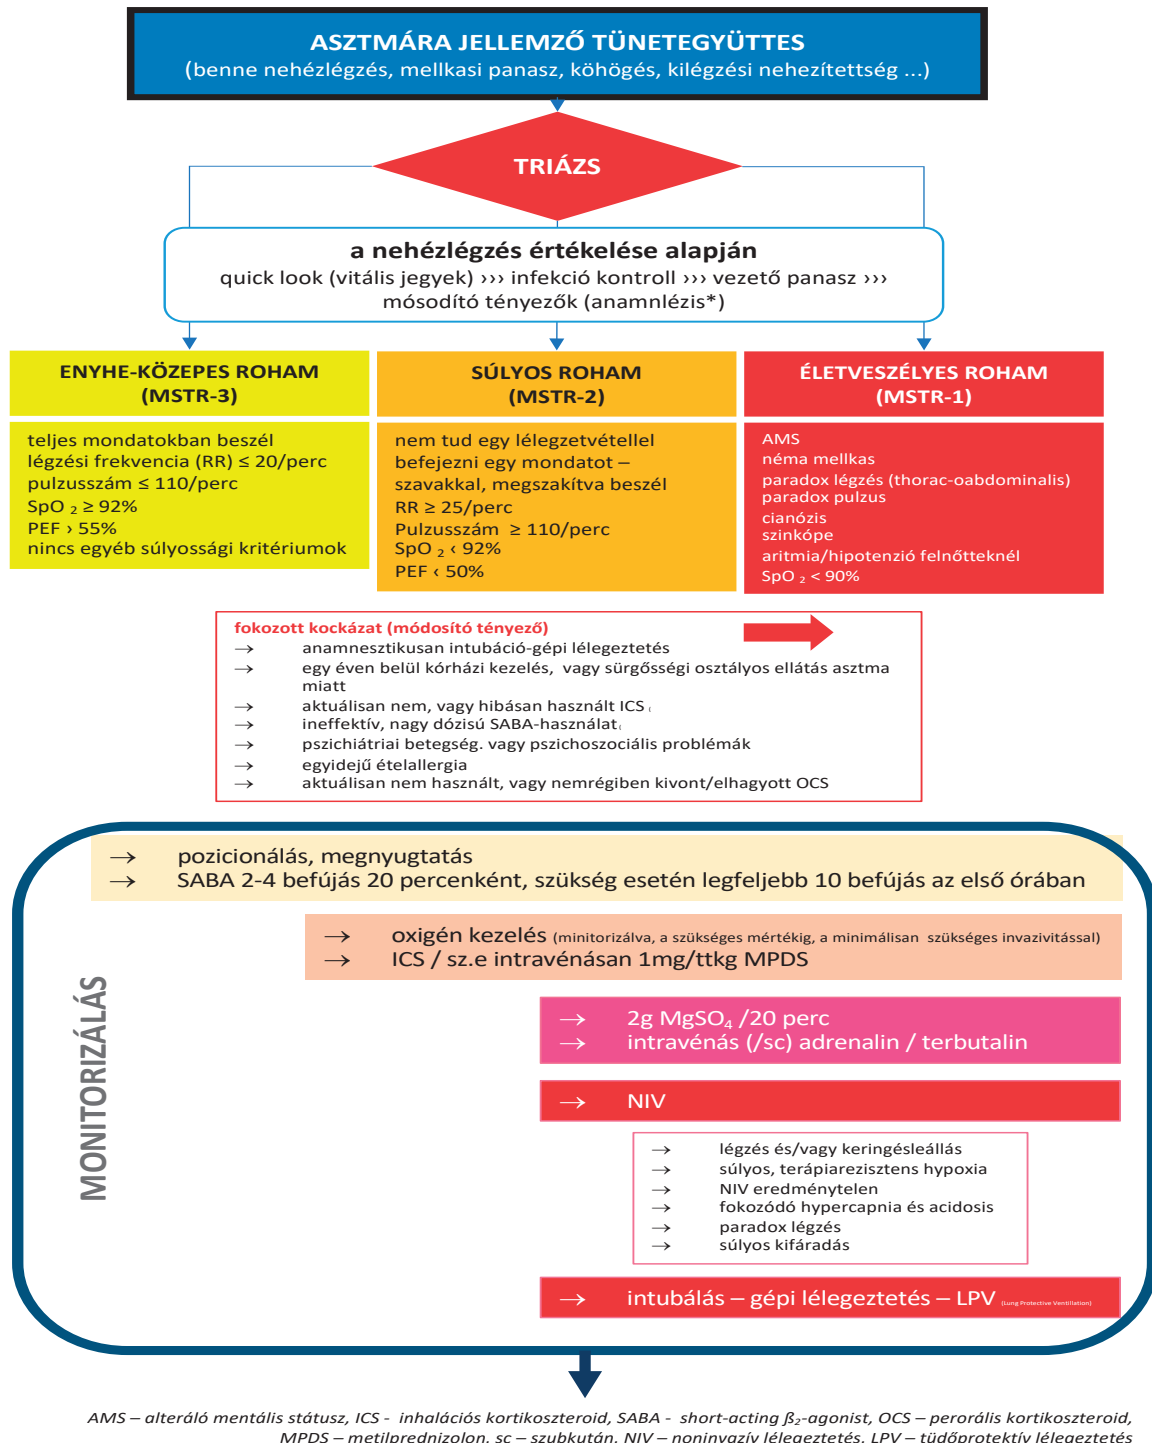 ASZTMÁRA JELLEMZŐ TÜNETEGYÜTTES
(benne nehézlégzés, mellkasi panasz, köhögés, kilégzési nehezítettség ...)
TRIÁZS
a nehézlégzés értékelése alapján
quick look (vitális jegyek) ››› infekció kontroll ››› vezető panasz ›››
mósodító tényezők (anamnlézis*)
ENYHE-KÖZEPES ROHAM
(MSTR-3)
teljes mondatokban beszél
légzési frekvencia (RR) ≤ 20/perc
pulzusszám ≤ 110/perc
SpO ₂ ≥ 92%
PEF › 55%
nincs egyéb súlyossági kritériumok
SÚLYOS ROHAM
(MSTR-2)
nem tud egy lélegzetvétellel
befejezni egy mondatot –
szavakkal, megszakítva beszél
RR ≥ 25/perc
Pulzusszám ≥ 110/perc
SpO ₂ ‹ 92%
PEF ‹ 50%
ÉLETVESZÉLYES ROHAM
(MSTR-1)
AMS
néma mellkas
paradox légzés (thorac-oabdominalis)
paradox pulzus
cianózis
szinkópe
aritmia/hipotenzió felnőtteknél
SpO ₂ < 90%
fokozott kockázat (módosító tényező)
→ anamnesztikusan intubáció-gépi lélegeztetés
→ egy éven belül kórházi kezelés, vagy sürgősségi osztályos ellátás asztma
miatt
→ aktuálisan nem, vagy hibásan használt ICS (
→ ineffektív, nagy dózisú SABA-használat (
→ pszichiátriai betegség. vagy pszichoszociális problémák
→ egyidejű ételallergia
→ aktuálisan nem használt, vagy nemrégiben kivont/elhagyott OCS
MONITORIZÁLÁS
→ pozicionálás, megnyugtatás
→ SABA 2-4 befújás 20 percenként, szükség esetén legfeljebb 10 befújás az első órában
→ oxigén kezelés (minitorizálva, a szükséges mértékig, a minimálisan szükséges invazivitással)
→ ICS / sz.e intravénásan 1mg/ttkg MPDS
→ 2g MgSO₄ /20 perc
→ intravénás (/sc) adrenalin / terbutalin
→ NIV
→ légzés és/vagy keringésleállás
→ súlyos, terápiarezisztens hypoxia
→ NIV eredménytelen
→ fokozódó hypercapnia és acidosis
→ paradox légzés
→ súlyos kifáradás
→ intubálás – gépi lélegeztetés – LPV (Lung Protective Ventillation)
AMS – alteráló mentális státusz, ICS - inhalációs kortikoszteroid, SABA - short-acting ß₂-agonist, OCS – perorális kortikoszteroid,
MPDS – metilprednizolon, sc – szubkután, NIV – noninvazív lélegeztetés, LPV – tüdőprotektív lélegeztetés